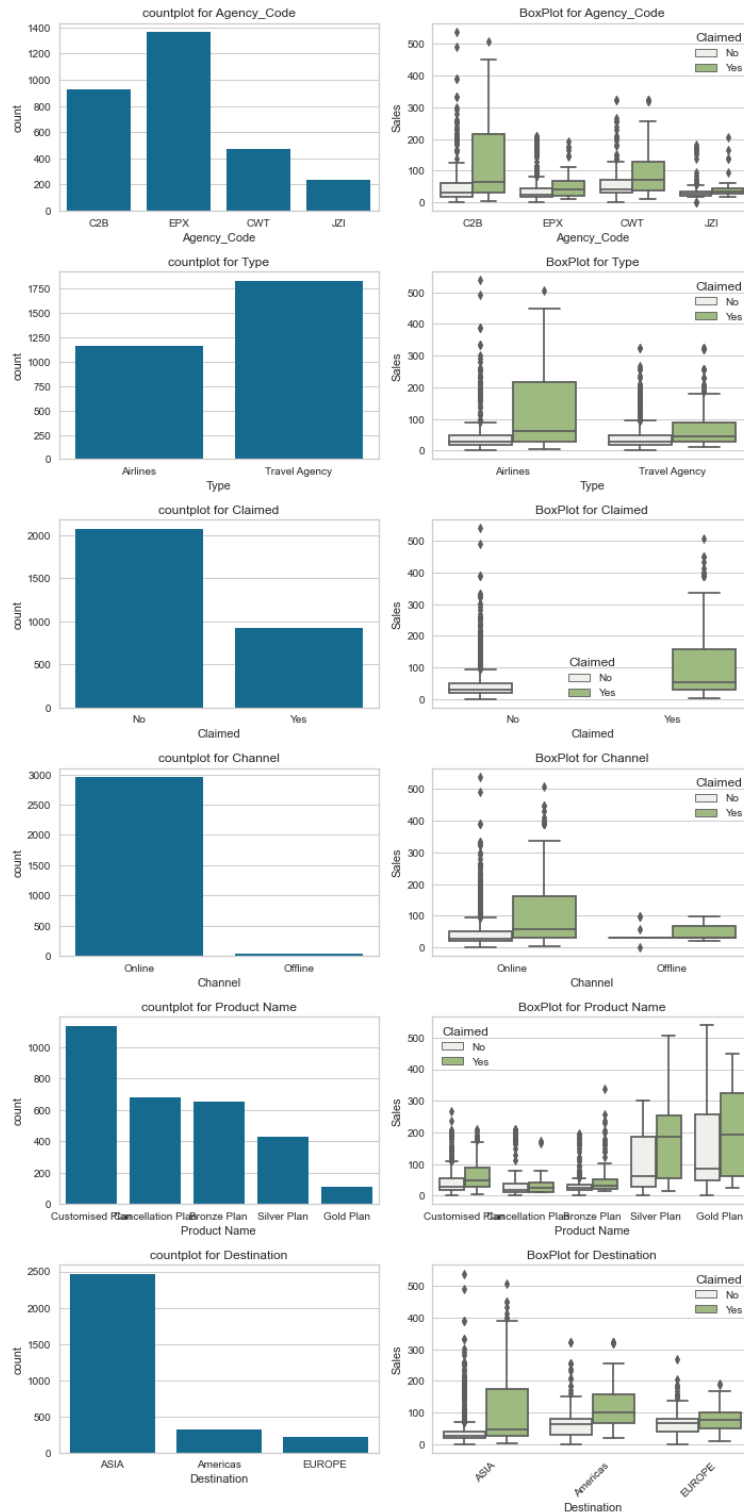 countplot for Agency_Code
1400
1200
1000
800
600
400
200
0
count
C2B EPX CWT JZI
Agency_Code
BoxPlot for Agency_Code
500
400
300
200
100
0
Sales
Claimed
No
Yes
C2B EPX CWT JZI
Agency_Code
countplot for Type
1750
1500
1250
1000
750
500
250
0
count
Airlines Travel Agency
Type
BoxPlot for Type
500
400
300
200
100
0
Sales
Claimed
No
Yes
Airlines Travel Agency
Type
countplot for Claimed
2000
1500
1000
500
0
count
No Yes
Claimed
BoxPlot for Claimed
500
400
300
200
100
0
Sales
Claimed
No
Yes
No Yes
Claimed
countplot for Channel
3000
2500
2000
1500
1000
500
0
count
Online Offline
Channel
BoxPlot for Channel
500
400
300
200
100
0
Sales
Claimed
No
Yes
Online Offline
Channel
countplot for Product Name
1000
800
600
400
200
0
count
Customised Plan Cancellation Plan Bronze Plan Silver Plan Gold Plan
Product Name
BoxPlot for Product Name
500
400
300
200
100
0
Sales
Claimed
No
Yes
Customised Plan Cancellation Plan Bronze Plan Silver Plan Gold Plan
Product Name
countplot for Destination
2500
2000
1500
1000
500
0
count
ASIA Americas EUROPE
Destination
BoxPlot for Destination
500
400
300
200
100
0
Sales
Claimed
No
Yes
ASIA Americas EUROPE
Destination